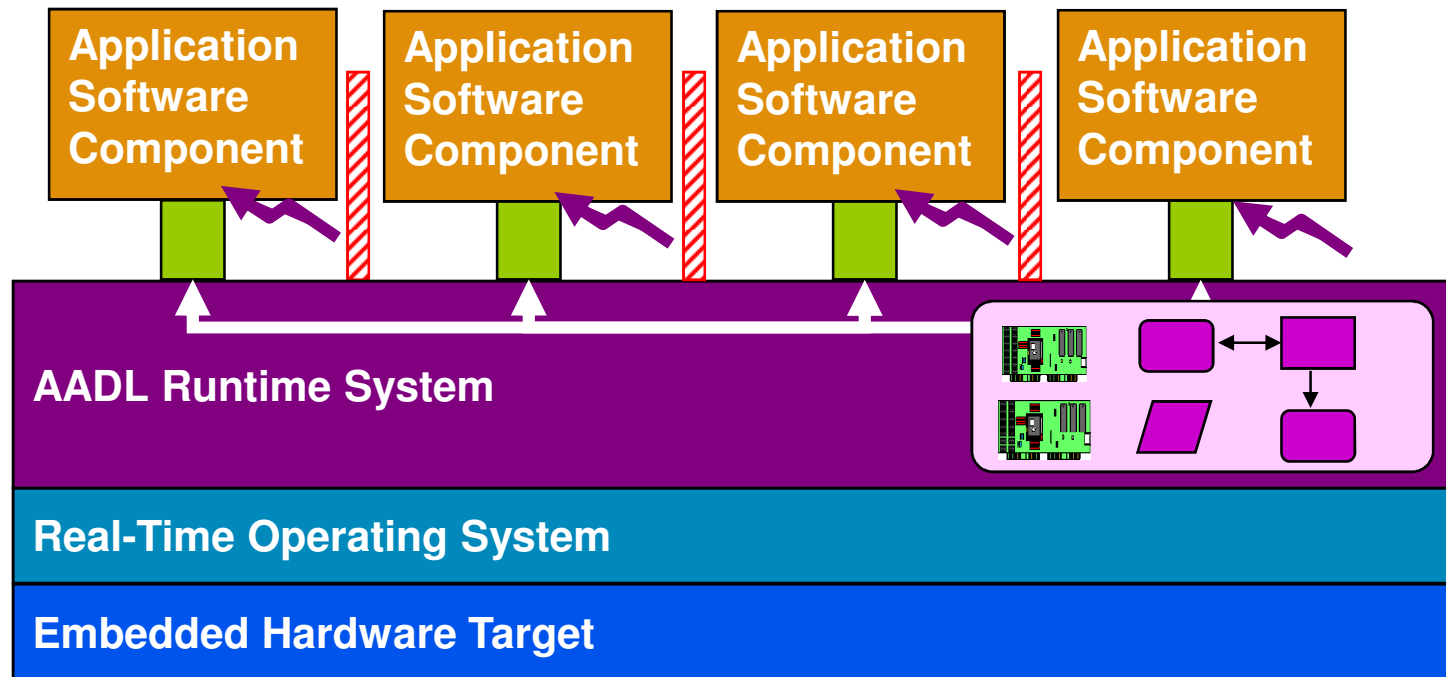 Application
Software
Component
Application
Software
Component
Application
Software
Component
Application
Software
Component
AADL Runtime System
Real-Time Operating System
Embedded Hardware Target